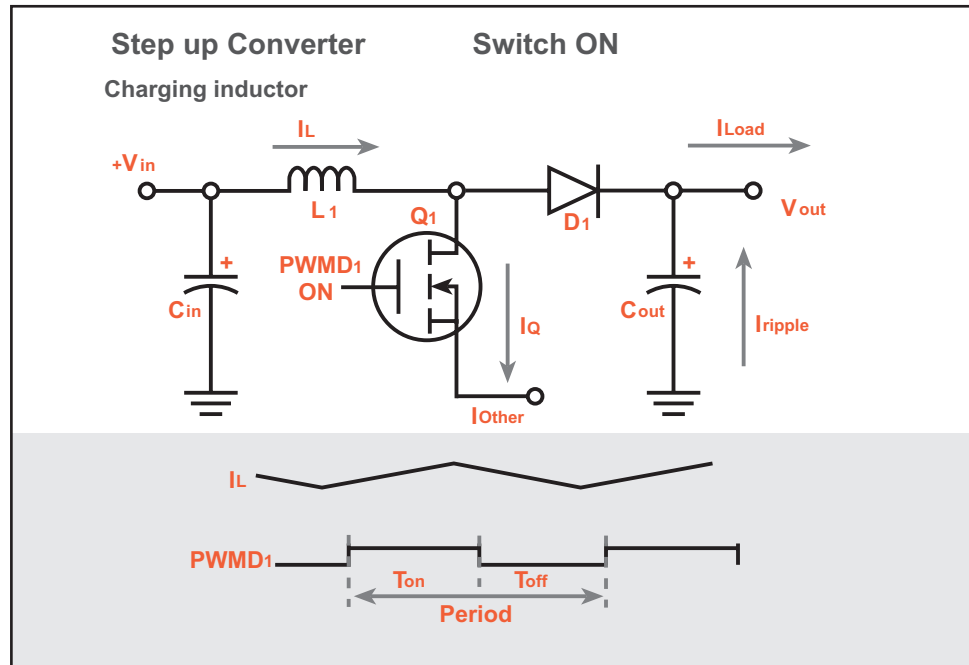 Step up Converter Switch ON
Charging inductor
IL
ILoad
+Vin
L1
Q1
D1
Vout
PWMD1
ON
+
+
Cin
IQ
Cout
Iripple
IOther
IL
PWMD1
Ton Toff
Period